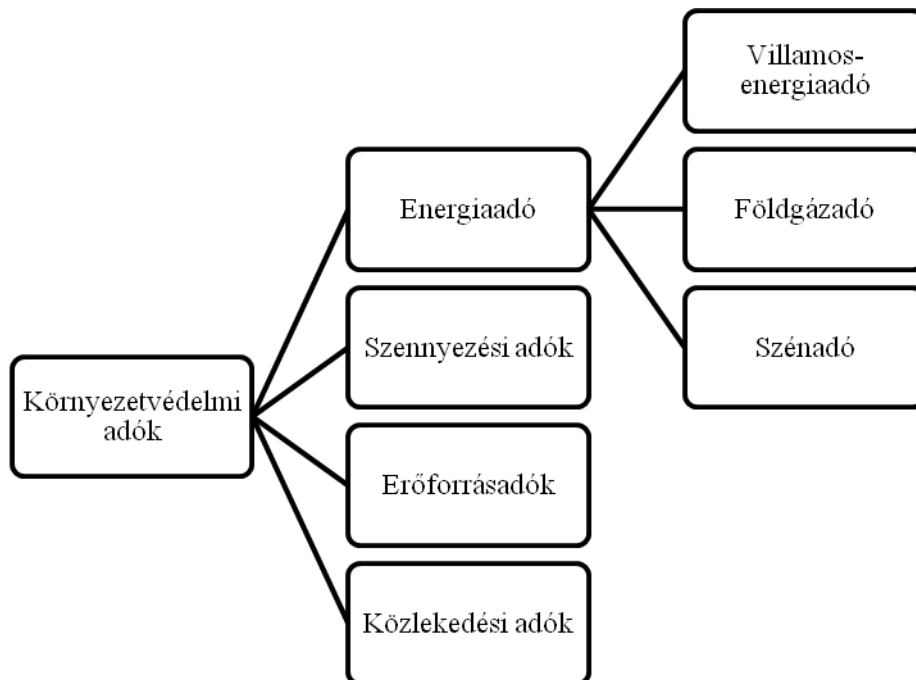 Környezetvédelmi
adók
Energiaadó
Szennyezési adók
Erőforrásadók
Közlekedési adók
Villamos-
energiaadó
Földgázadó
Szénadó